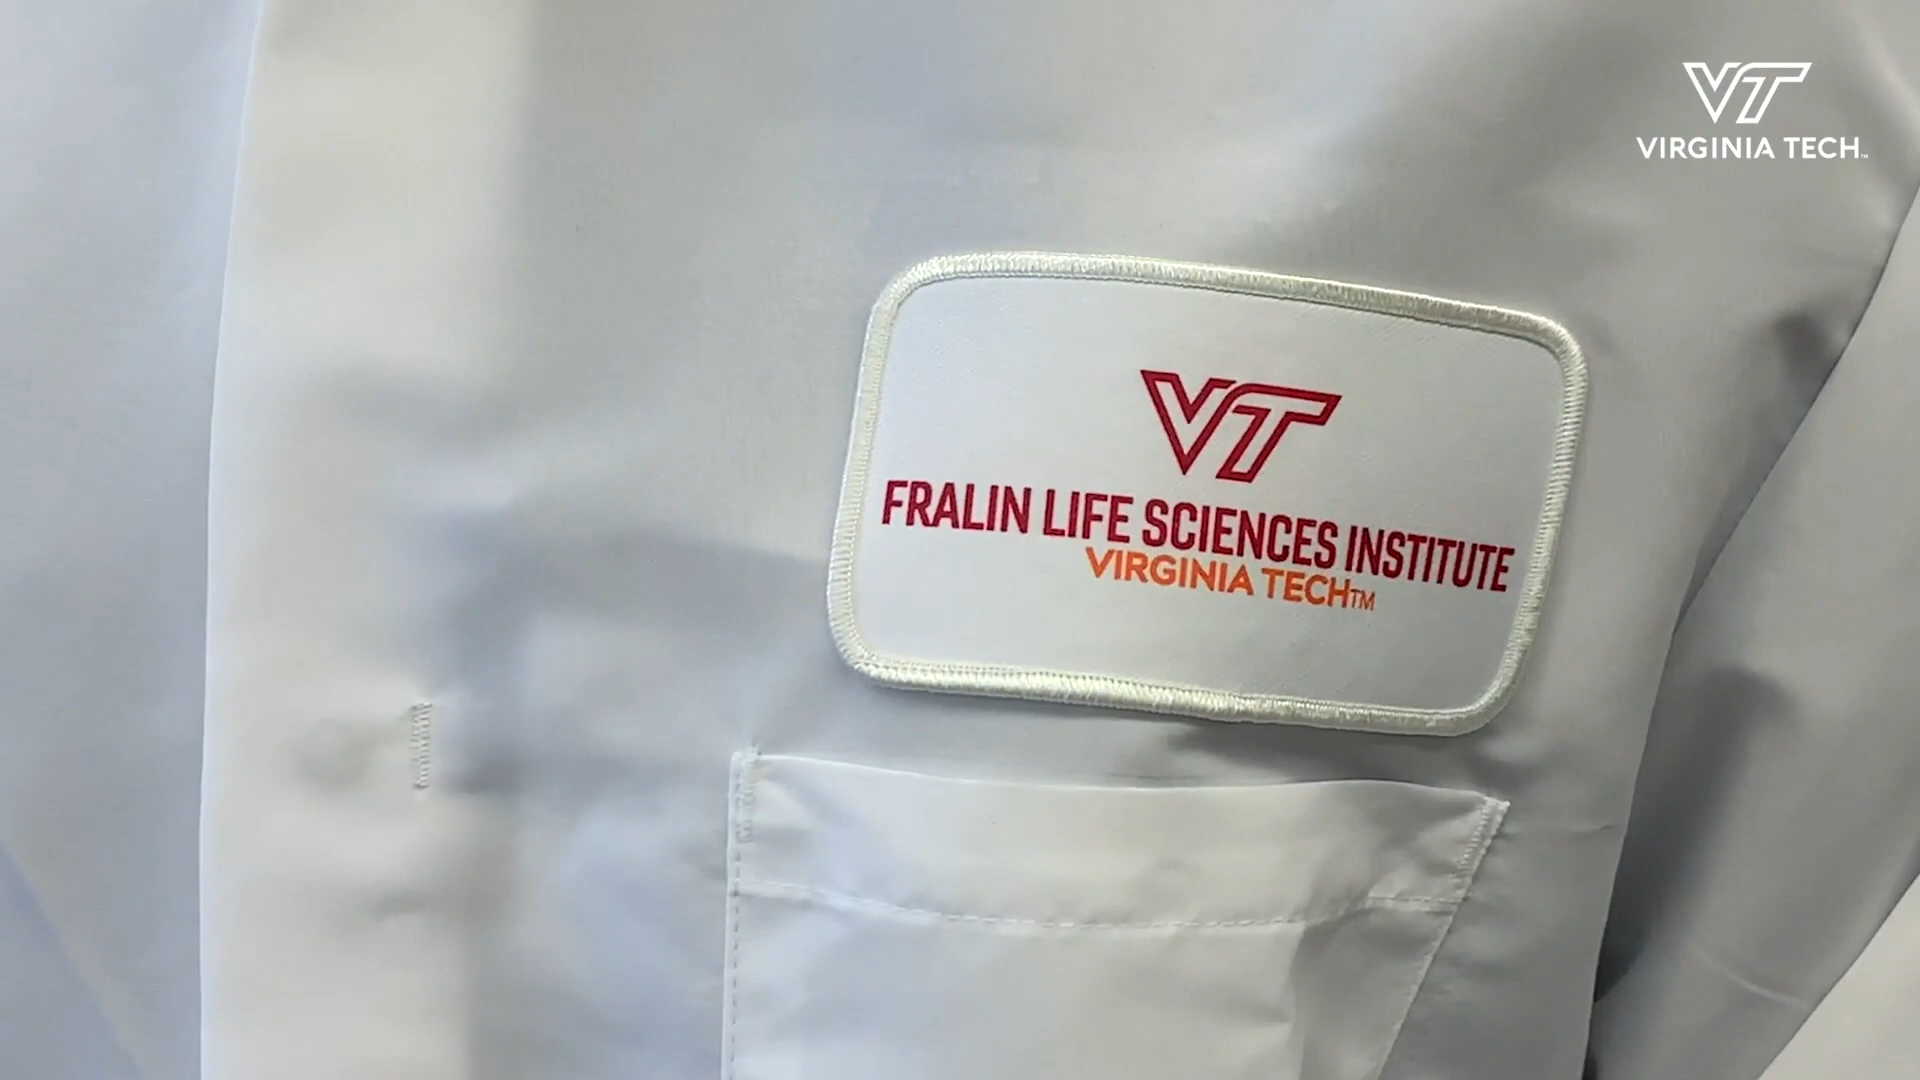 VT
VIRGINIA TECH™
VT
FRALIN LIFE SCIENCES INSTITUTE
VIRGINIA TECH™